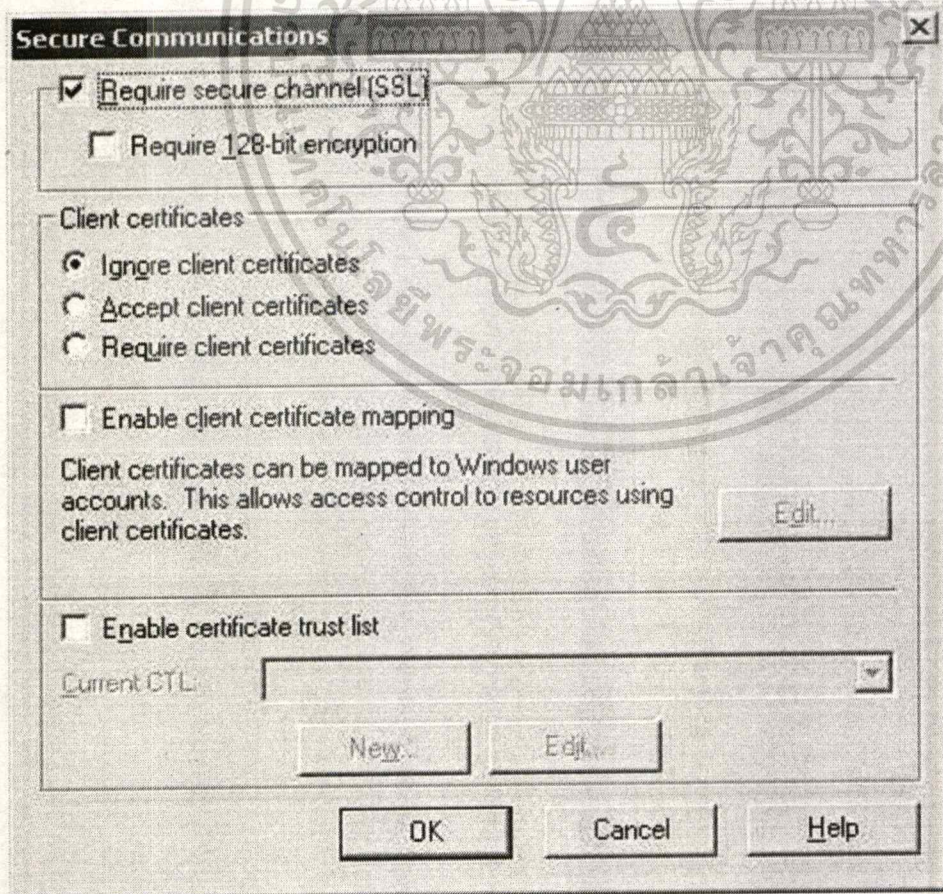 Secure Communications
Require secure channel (SSL)
Require 128-bit encryption
Client certificates
Ignore client certificates
Accept client certificates
Require client certificates
Enable client certificate mapping
Client certificates can be mapped to Windows user
accounts. This allows access control to resources using
client certificates.
Edit...
Enable certificate trust list
Current CTL:
New...
Edit...
OK
Cancel
Help